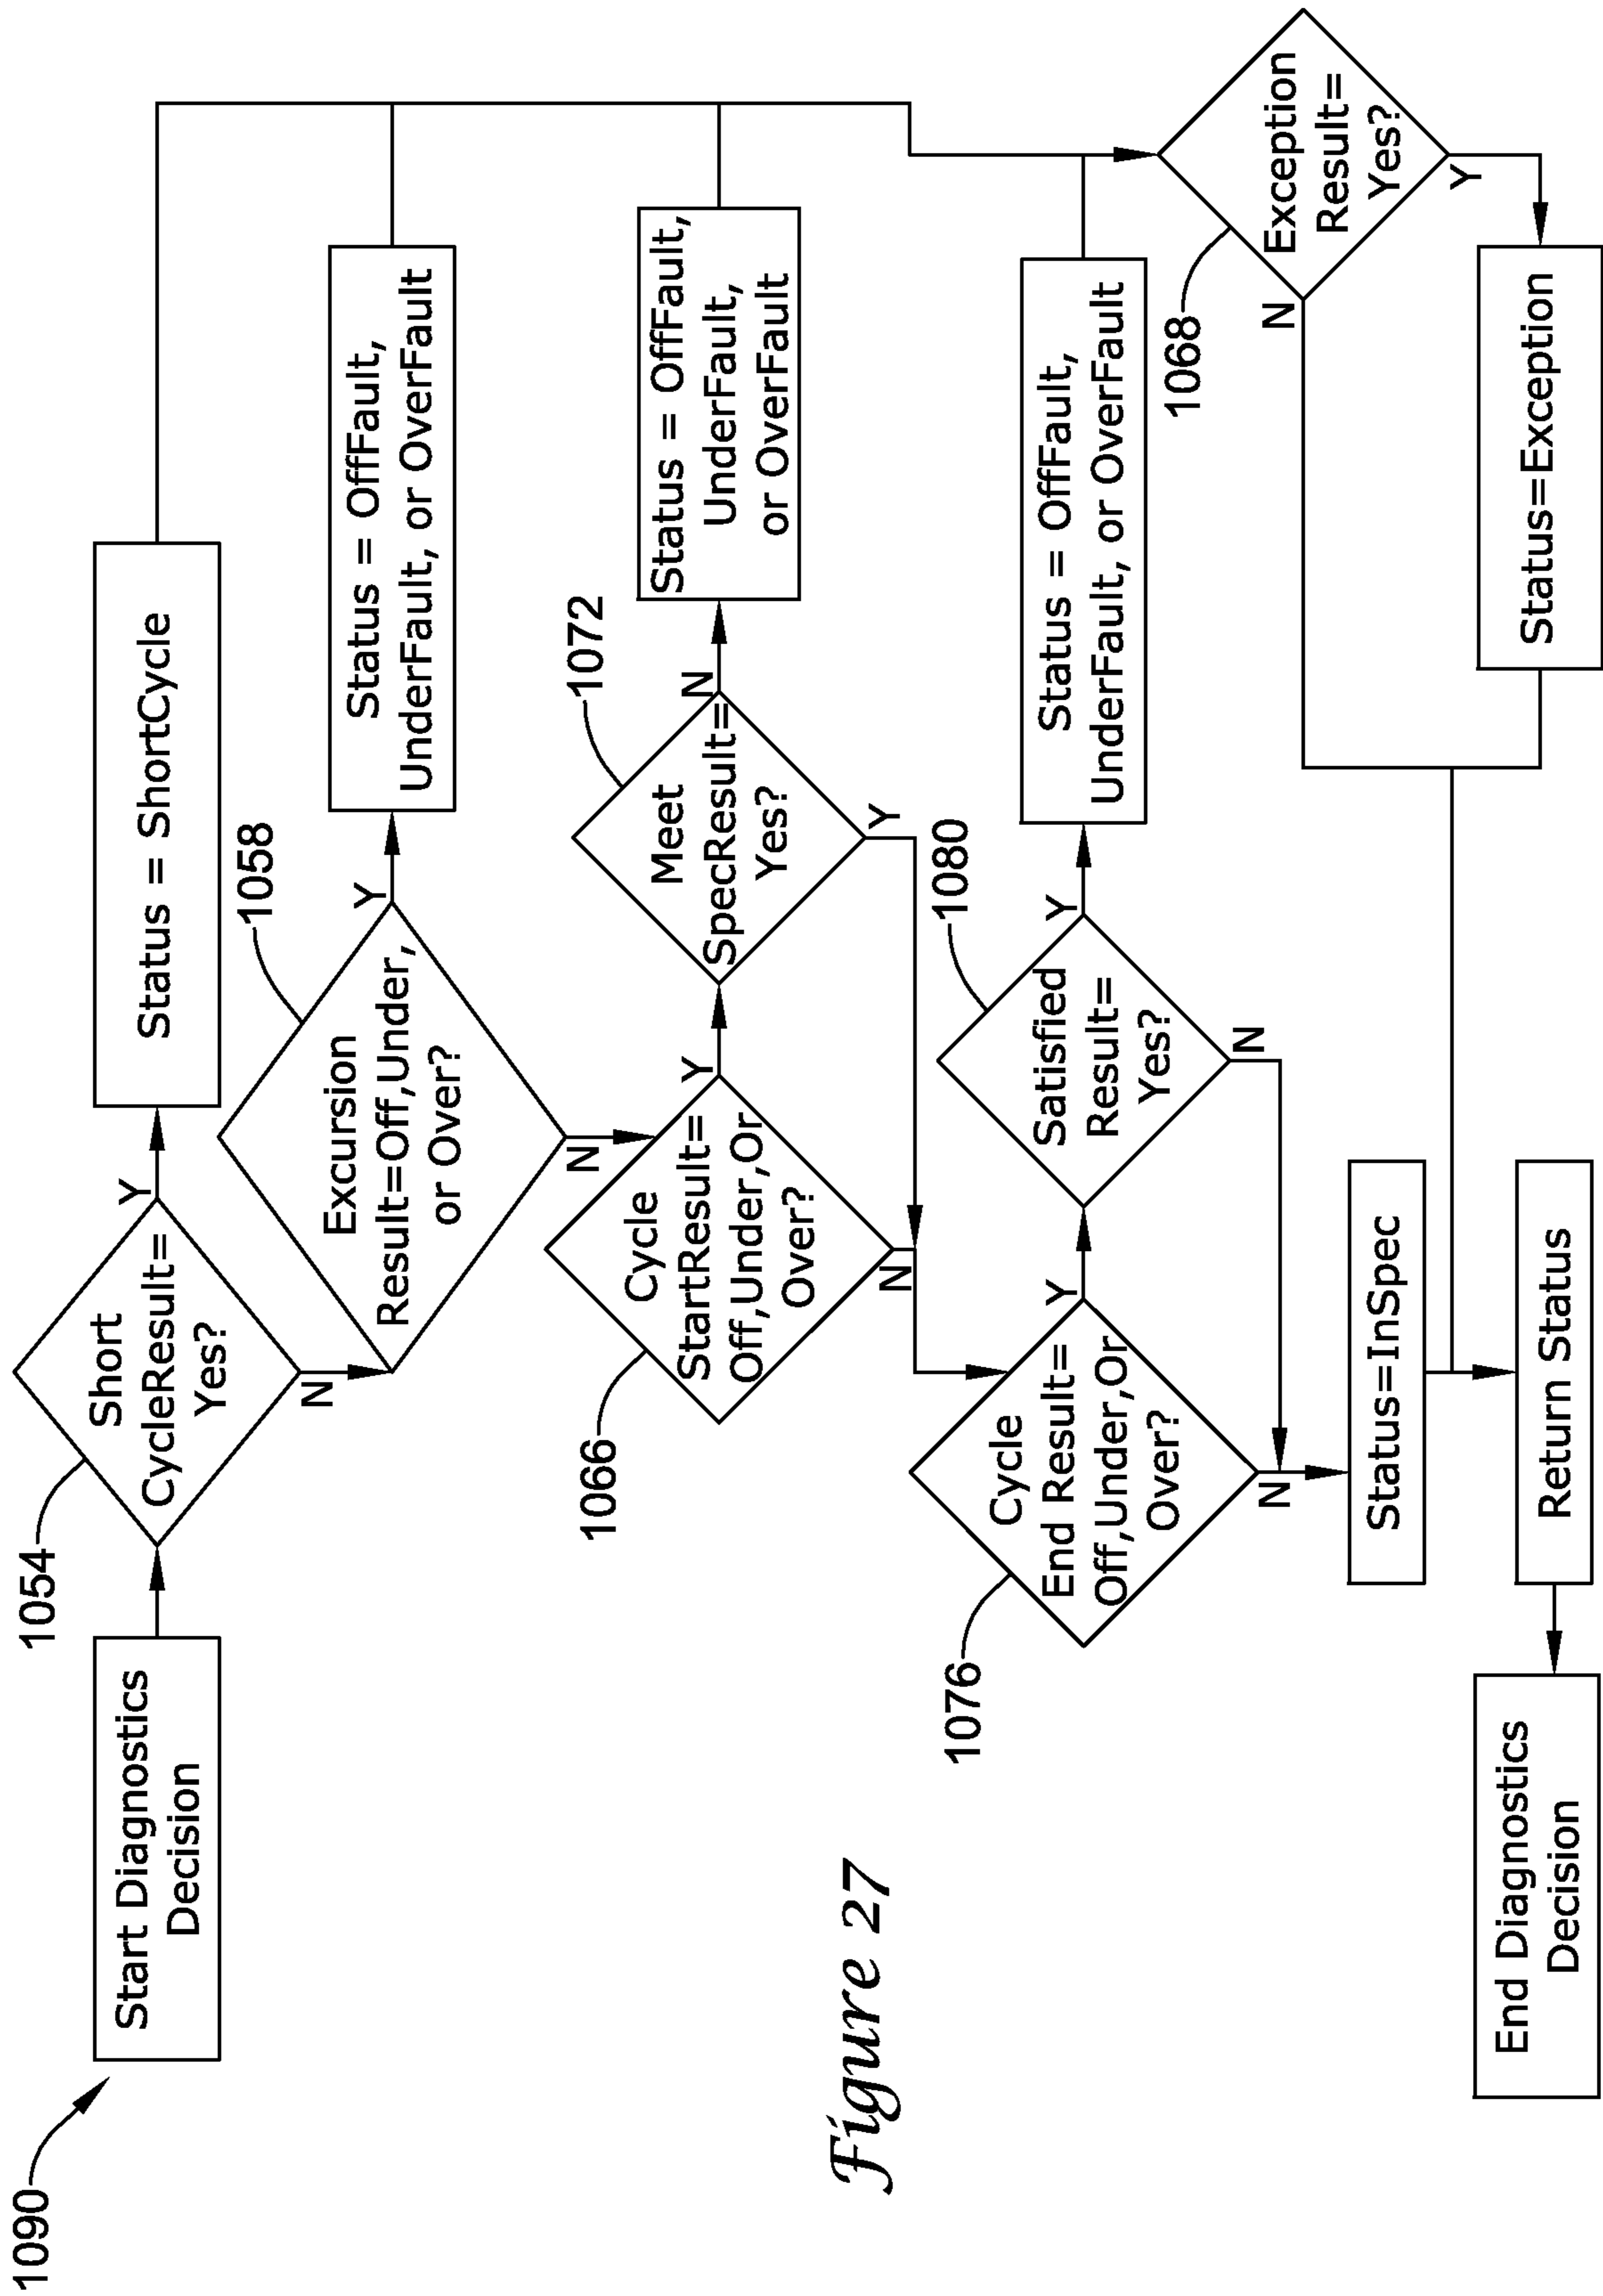 1090
Start Diagnostics
Decision
1054
Short
CycleResult=
Yes?
Y
N
Status = ShortCycle
1058
Excursion
Result=Off,Under,
or Over?
Y
N
Status = OffFault,
UnderFault, or OverFault
1066
Cycle
StartResult=
Off,Under,Or
Over?
Y
N
1072
Meet
SpecResult=
Yes?
N
Y
Status = OffFault,
UnderFault,
or OverFault
1076
Cycle
End Result=
Off,Under,Or
Over?
Y
N
1080
Satisfied
Result=
Yes?
Y
N
Status = OffFault,
UnderFault, or OverFault
1068
Exception
Result=
Yes?
N
Y
Status=InSpec
Status=Exception
Return Status
End Diagnostics
Decision
Figure 27